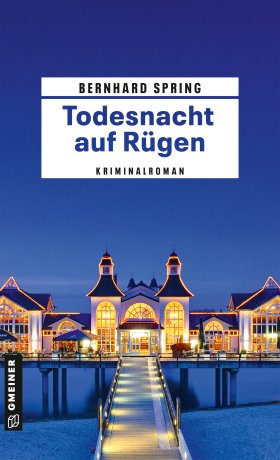 BERNHARD SPRING
Todesnacht
auf Rügen
KRIMINALROMAN
GMEINER